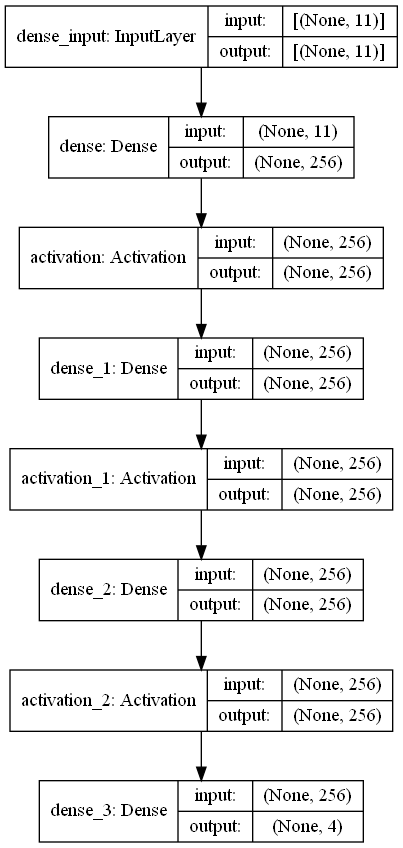 dense_input: InputLayer
input: [(None, 11)]
output: [(None, 11)]
dense: Dense
input: (None, 11)
output: (None, 256)
activation: Activation
input: (None, 256)
output: (None, 256)
dense_1: Dense
input: (None, 256)
output: (None, 256)
activation_1: Activation
input: (None, 256)
output: (None, 256)
dense_2: Dense
input: (None, 256)
output: (None, 256)
activation_2: Activation
input: (None, 256)
output: (None, 256)
dense_3: Dense
input: (None, 256)
output: (None, 4)